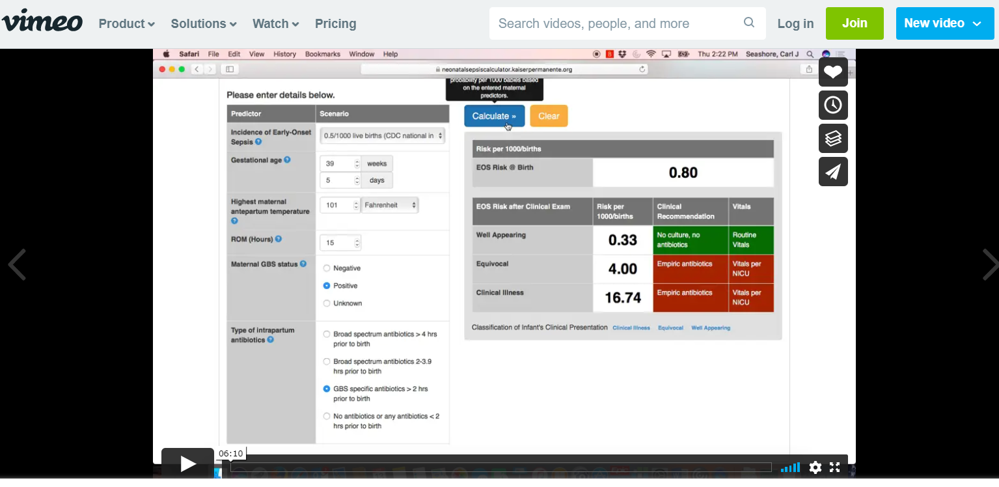 vimeo Product Solutions Watch Pricing Search videos, people, and more Log in Join New video
Safari File Edit View History Bookmarks Window Help Thu 2:22 PM Seashore, Carl J
neonatalsepsiscalculator.kaiserpermanente.org
probability per 1000 babies based
on the entered maternal
predictors.
Please enter details below.
Predictor Scenario
Incidence of Early-Onset
Sepsis ?
0.5/1000 live births (CDC national in
Gestational age ?
39 weeks
5 days
Highest maternal
antepartum temperature
?
101 Fahrenheit
ROM (Hours) ?
15
Maternal GBS status ?
Negative
Positive
Unknown
Type of intrapartum
antibiotics ?
Broad spectrum antibiotics > 4 hrs
prior to birth
Broad spectrum antibiotics 2-3.9
hrs prior to birth
GBS specific antibiotics > 2 hrs
prior to birth
No antibiotics or any antibiotics < 2
hrs prior to birth
Calculate » Clear
Risk per 1000/births
EOS Risk @ Birth 0.80
EOS Risk after Clinical Exam
Risk per
1000/births
Clinical
Recommendation
Vitals
Well Appearing
0.33
No culture, no
antibiotics
Routine
Vitals
Equivocal
4.00
Empiric antibiotics
Vitals per
NICU
Clinical Illness
16.74
Empiric antibiotics
Vitals per
NICU
Classification of Infant's Clinical Presentation Clinical Illness Equivocal Well Appearing
06:10